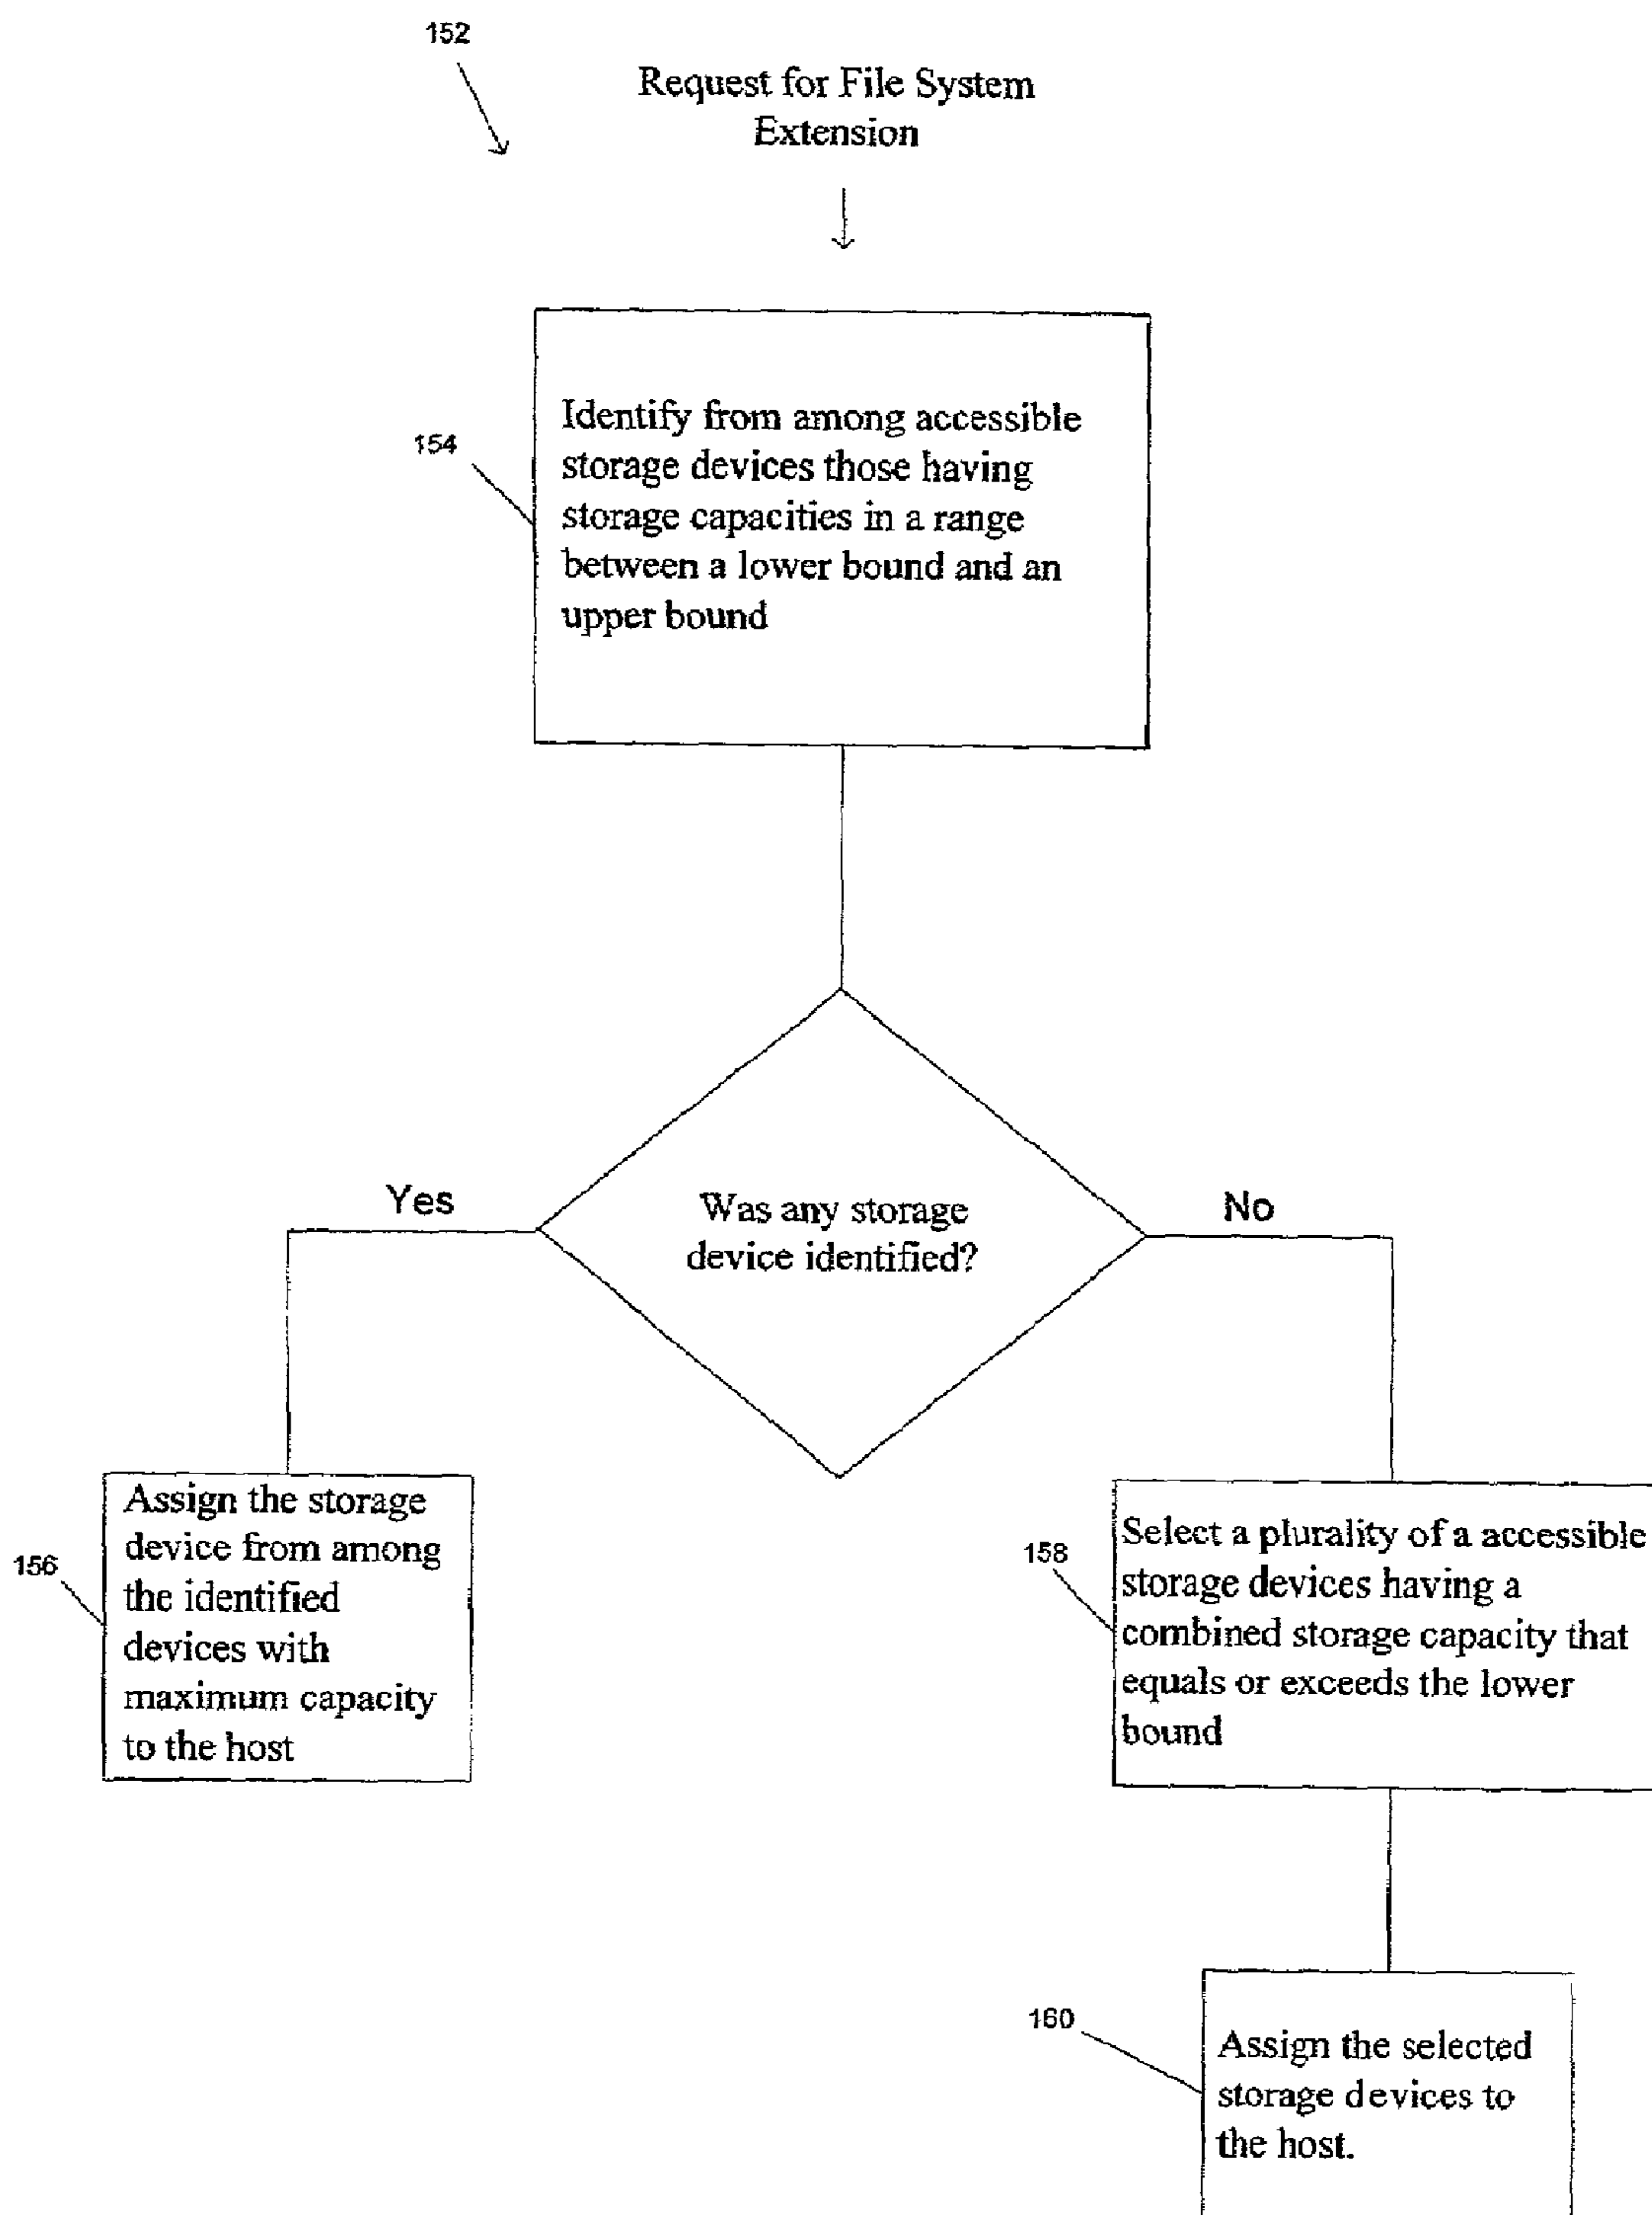 152
Request for File System
Extension
154
Identify from among accessible
storage devices those having
storage capacities in a range
between a lower bound and an
upper bound
Yes
Was any storage
device identified?
No
156
Assign the storage
device from among
the identified
devices with
maximum capacity
to the host
158
Select a plurality of a accessible
storage devices having a
combined storage capacity that
equals or exceeds the lower
bound
160
Assign the selected
storage devices to
the host.